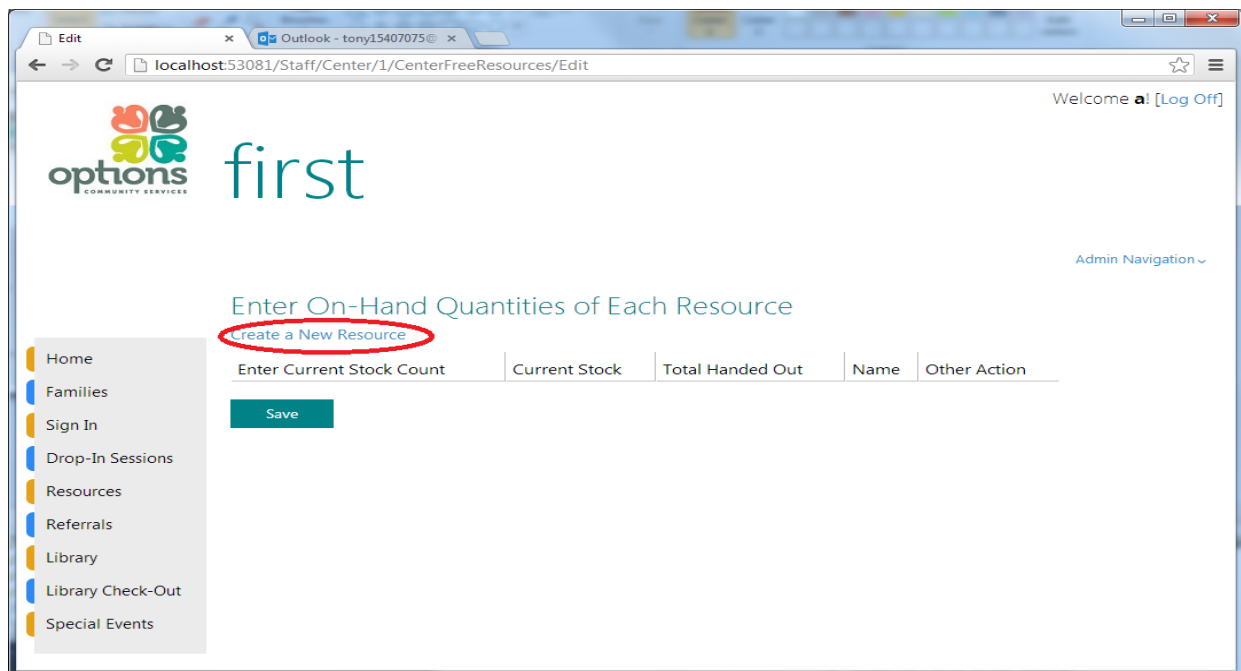 Edit
Outlook - tony15407075@
localhost:53081/Staff/Center/1/CenterFreeResources/Edit
Welcome a! [Log Off]
options
COMMUNITY SERVICES
first
Admin Navigation
Enter On-Hand Quantities of Each Resource
Create a New Resource
Enter Current Stock Count Current Stock Total Handed Out Name Other Action
Save
Home
Families
Sign In
Drop-In Sessions
Resources
Referrals
Library
Library Check-Out
Special Events